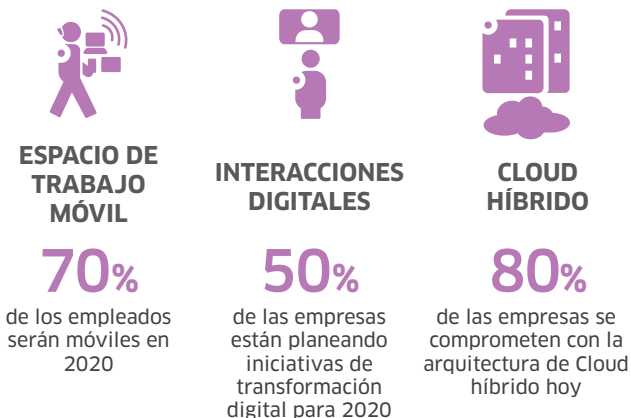 ESPACIO DE
TRABAJO
MÓVIL
70%
de los empleados
serán móviles en
2020
INTERACCIONES
DIGITALES
50%
de las empresas
están planeando
iniciativas de
transformación
digital para 2020
CLOUD
HÍBRIDO
80%
de las empresas se
comprometen con la
arquitectura de Cloud
híbrido hoy